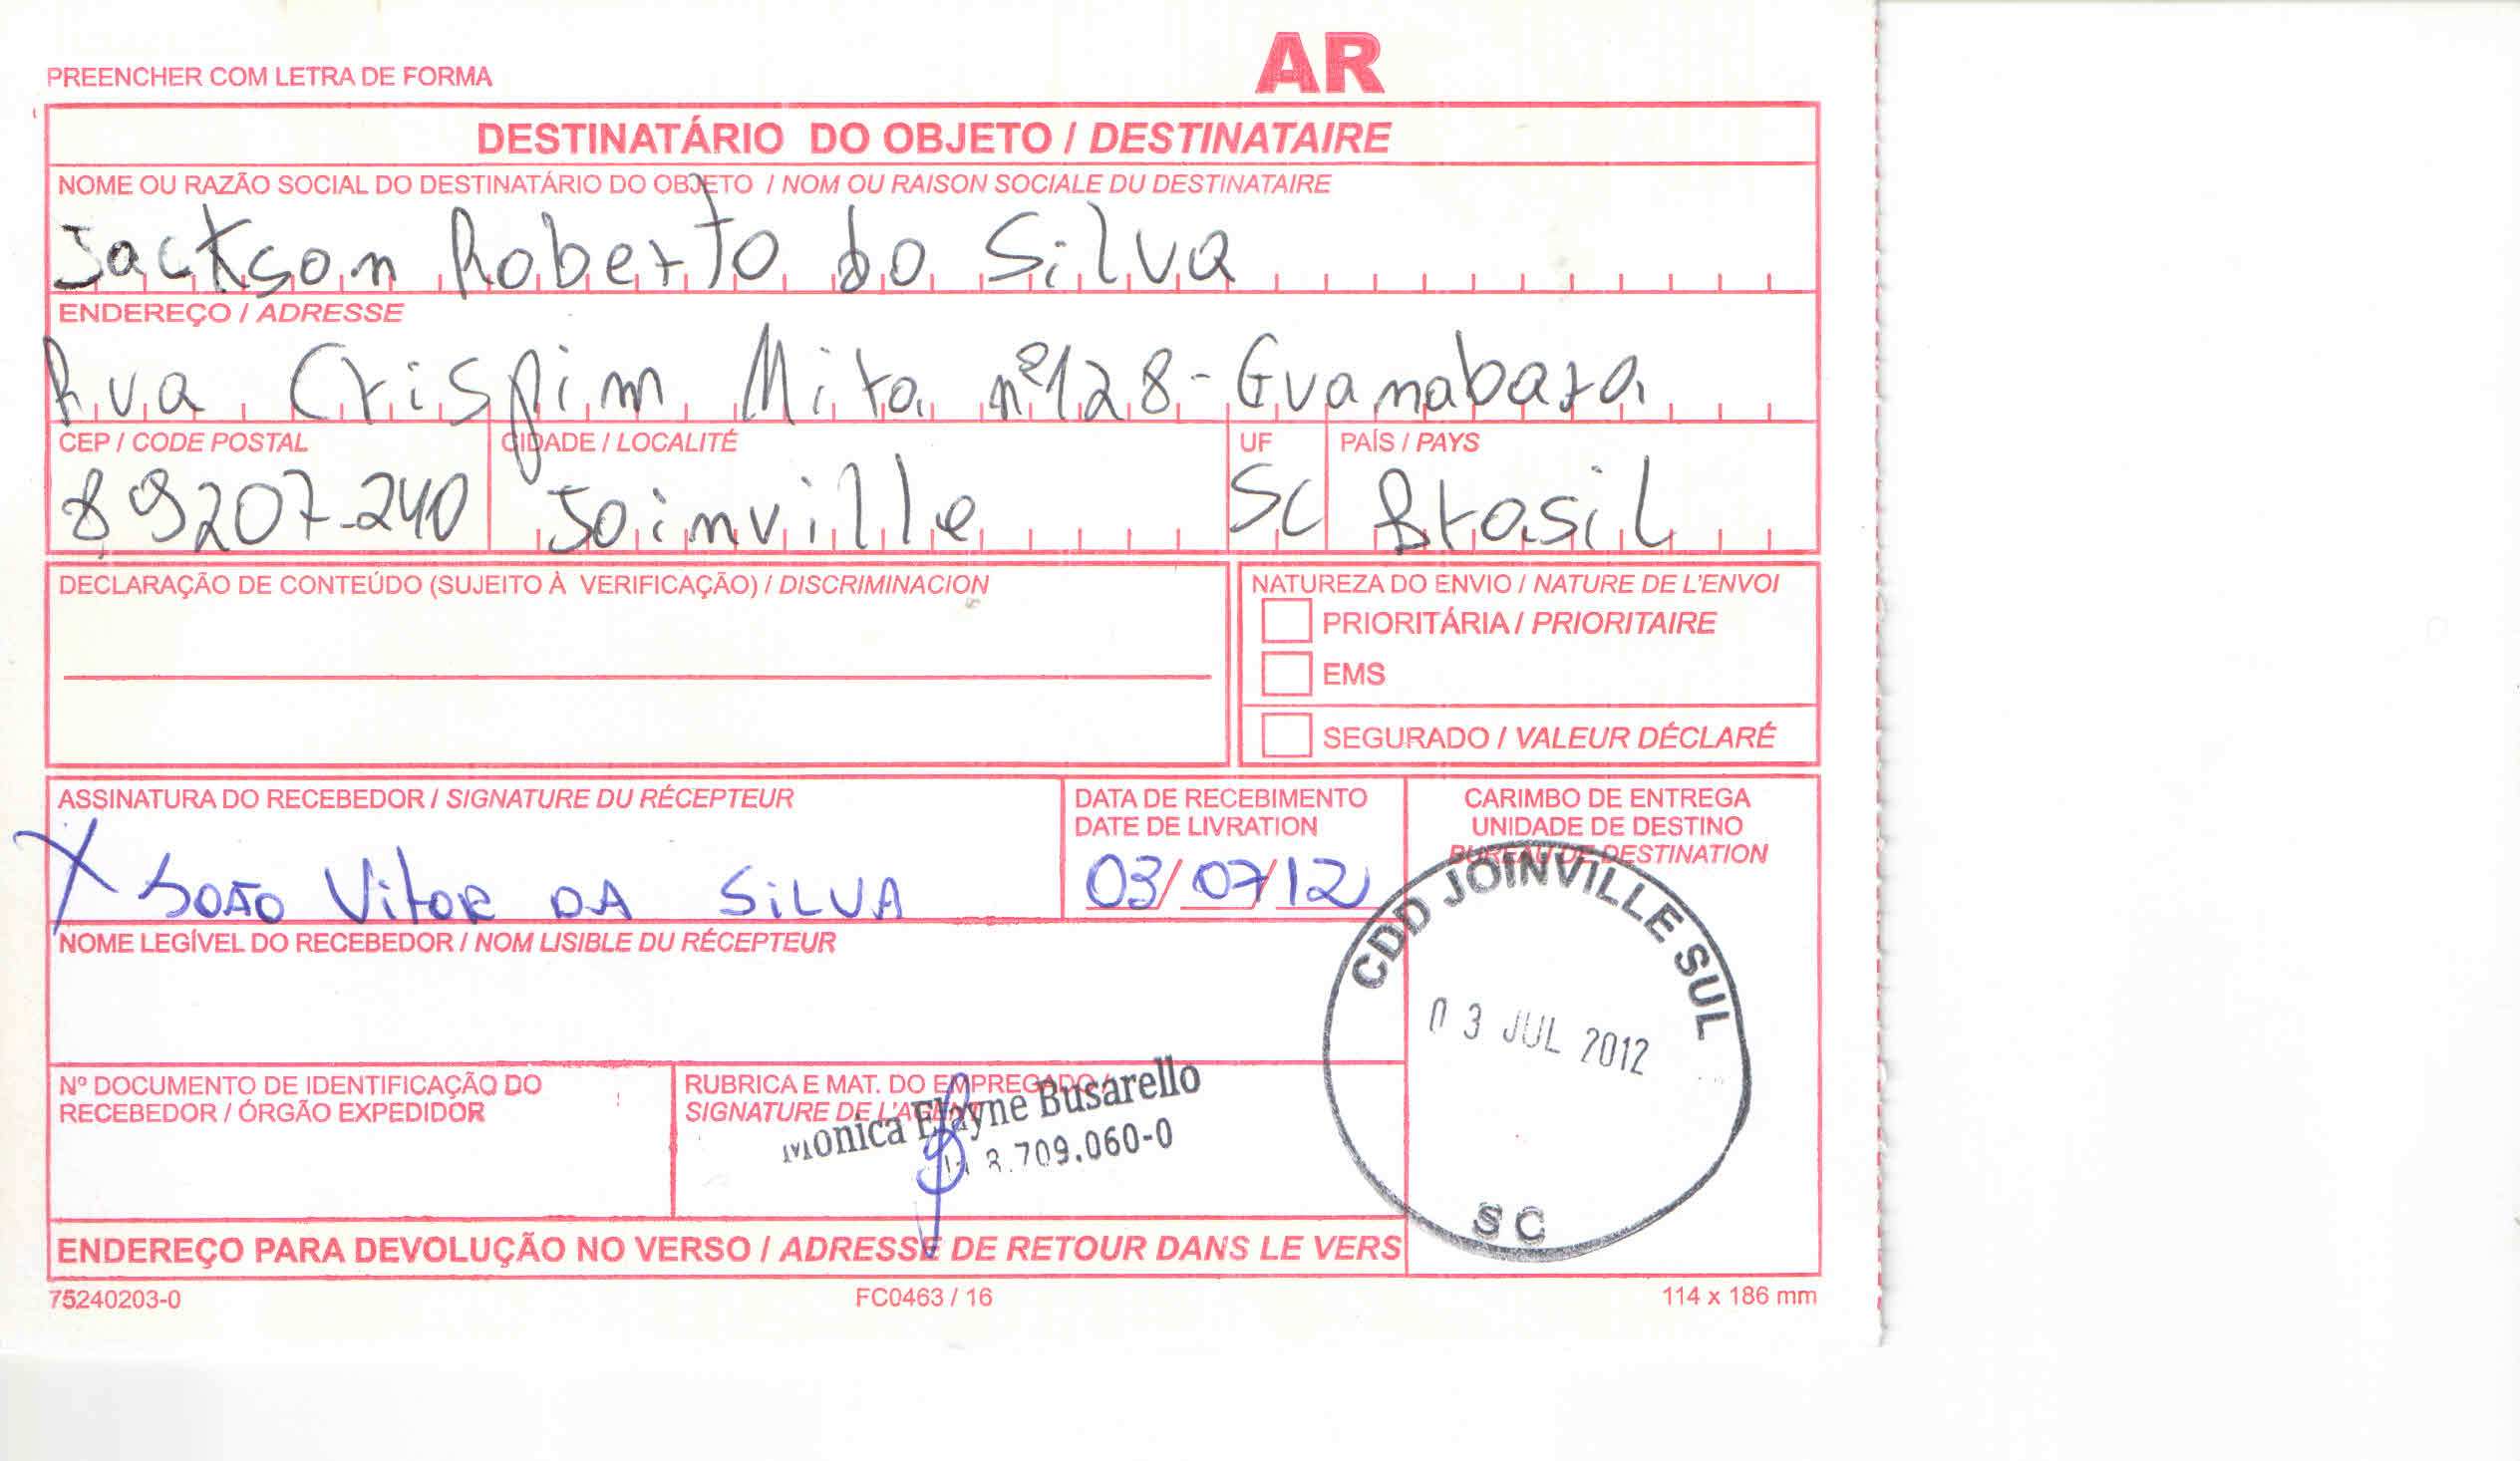 PREENCHER COM LETRA DE FORMA
AR
DESTINATÁRIO DO OBJETO / DESTINATAIRE
NOME OU RAZÃO SOCIAL DO DESTINATÁRIO DO OBJETO / NOM OU RAISON SOCIALE DU DESTINATAIRE
Jackson Roberto do Silva
ENDEREÇO / ADRESSE
Rua Crispim Mira nº 128 - Guanabara
CEP / CODE POSTAL
89207-240
CIDADE / LOCALITÉ
Joinville
UF
SC
PAÍS / PAYS
Brasil
DECLARAÇÃO DE CONTEÚDO (SUJEITO À VERIFICAÇÃO) / DISCRIMINACION
NATUREZA DO ENVIO / NATURE DE L'ENVOI
PRIORITÁRIA / PRIORITAIRE
EMS
SEGURADO / VALEUR DÉCLARÉ
ASSINATURA DO RECEBEDOR / SIGNATURE DU RÉCEPTEUR
X JOÃO Vitor DA SILVA
DATA DE RECEBIMENTO
DATE DE LIVRATION
03/07/12
CARIMBO DE ENTREGA
UNIDADE DE DESTINO
BUREAU DE DESTINATION
CDD JOINVILLE SUL
03 JUL 2012
SC
NOME LEGÍVEL DO RECEBEDOR / NOM LISIBLE DU RÉCEPTEUR
Nº DOCUMENTO DE IDENTIFICAÇÃO DO
RECEBEDOR / ÓRGÃO EXPEDIDOR
RUBRICA E MAT. DO EMPREGADO /
SIGNATURE DE L'AGENT
Monica Elayne Busarello
8.709.060-0
ENDEREÇO PARA DEVOLUÇÃO NO VERSO / ADRESSE DE RETOUR DANS LE VERS
75240203-0
FC0463 / 16
114 x 186 mm